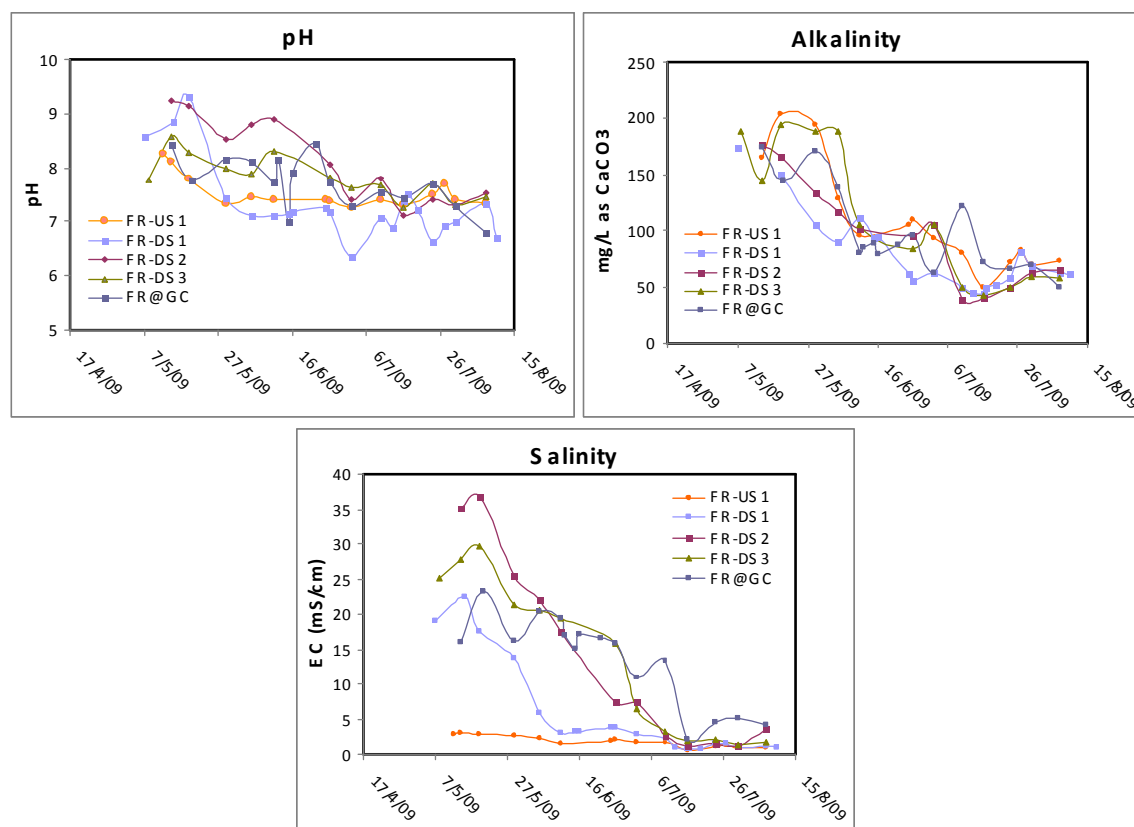 pH
10
9
8
7
6
5
pH
FR-US 1
FR-DS 1
FR-DS 2
FR-DS 3
FR@GC
17/4/09
7/5/09
27/5/09
16/6/09
6/7/09
26/7/09
15/8/09
Alkalinity
250
200
150
100
50
0
mg/L as CaCO3
FR-US 1
FR-DS 1
FR-DS 2
FR-DS 3
FR@GC
17/4/09
7/5/09
27/5/09
16/6/09
6/7/09
26/7/09
15/8/09
Salinity
40
35
30
25
20
15
10
5
0
EC (mS/cm)
FR-US 1
FR-DS 1
FR-DS 2
FR-DS 3
FR@GC
17/4/09
7/5/09
27/5/09
16/6/09
6/7/09
26/7/09
15/8/09